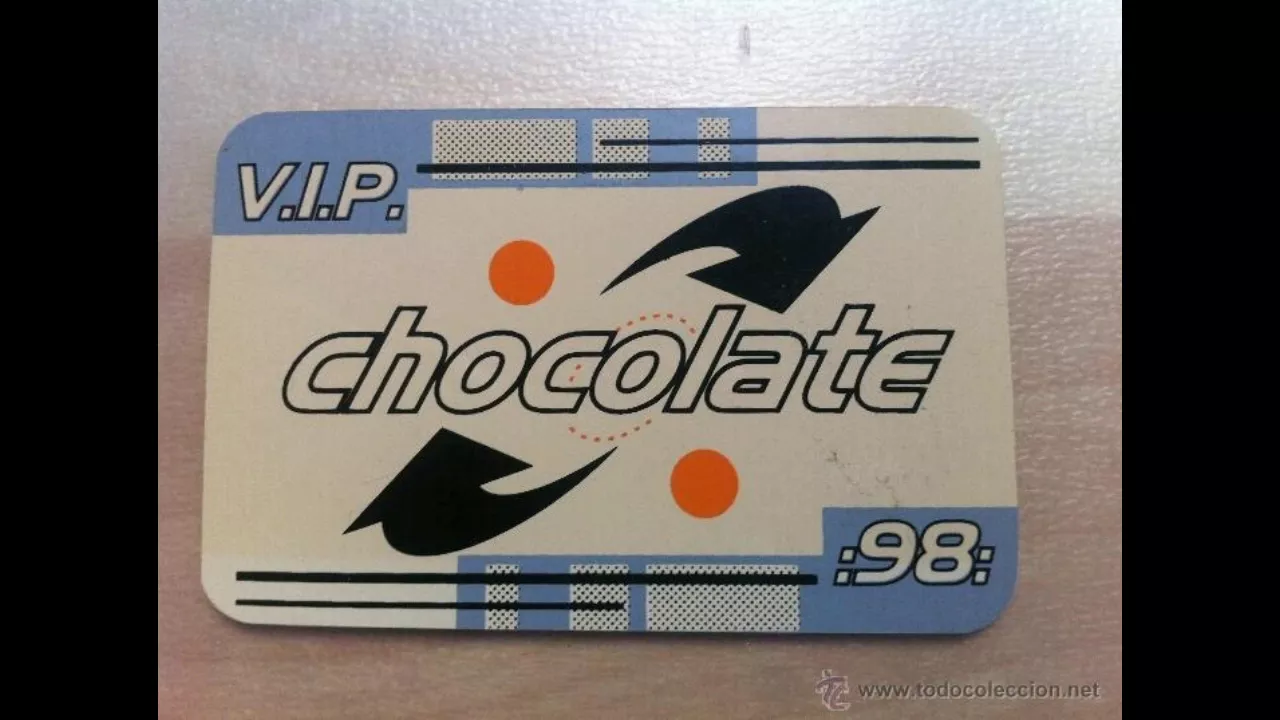 V.I.P.
chocolate
:98:
www.todocoleccion.net